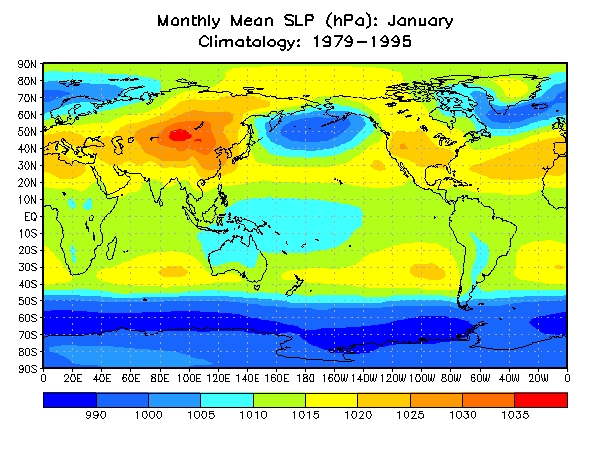 Monthly Mean SLP (hPa): January
Climatology: 1979-1995
90N
80N
70N
60N
50N
40N
30N
20N
10N
EQ
10S
20S
30S
40S
50S
60S
70S
80S
90S
0 20E 40E 60E 80E 100E 120E 140E 160E 180 160W 140W 120W 100W 80W 60W 40W 20W 0
990 1000 1005 1010 1015 1020 1025 1030 1035